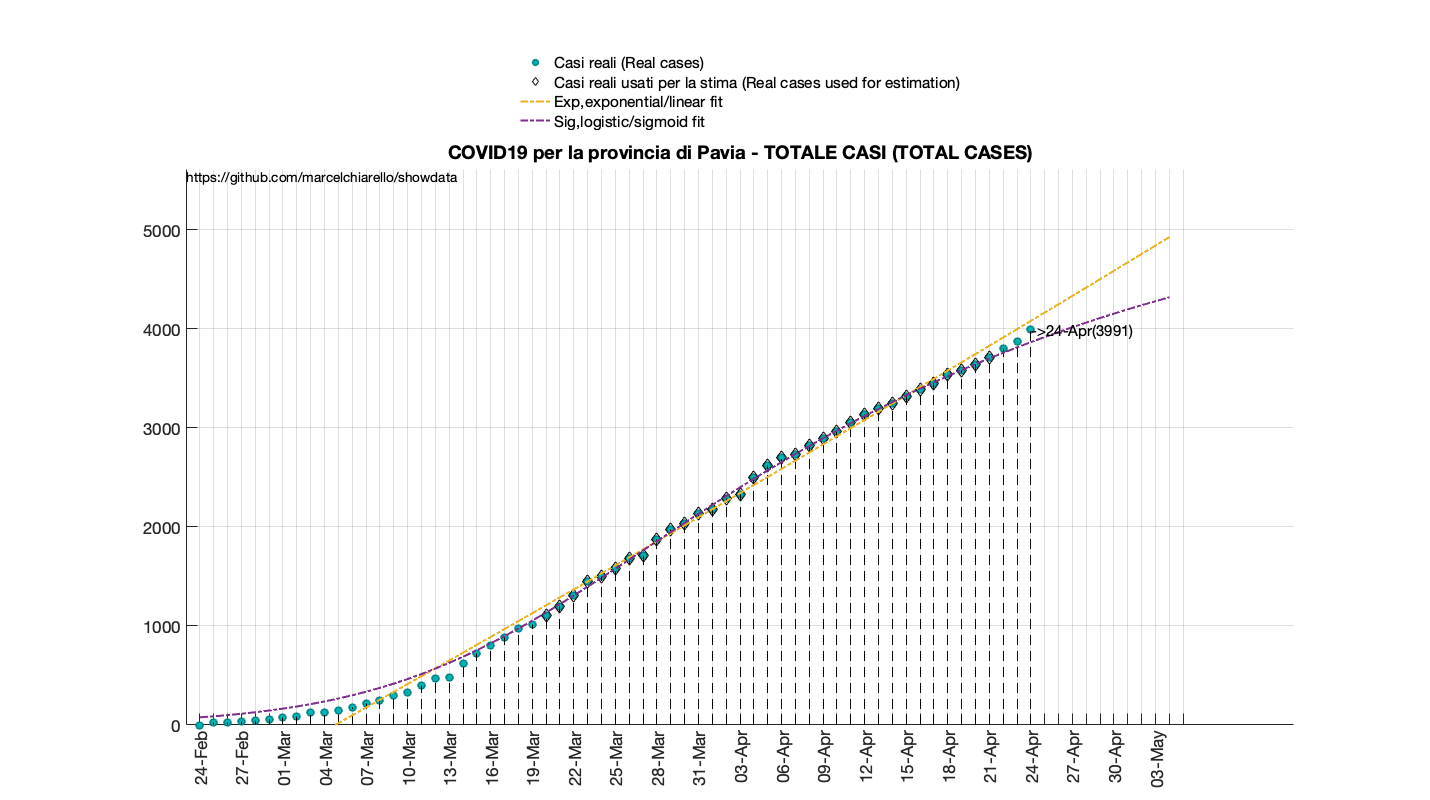 Casi reali (Real cases)
Casi reali usati per la stima (Real cases used for estimation)
Exp,exponential/linear fit
Sig,logistic/sigmoid fit
COVID19 per la provincia di Pavia - TOTALE CASI (TOTAL CASES)
https://github.com/marcelchiarello/showdata
5000
4000
->24-Apr(3991)
3000
2000
1000
0
24-Feb
27-Feb
01-Mar
04-Mar
07-Mar
10-Mar
13-Mar
16-Mar
19-Mar
22-Mar
25-Mar
28-Mar
31-Mar
03-Apr
06-Apr
09-Apr
12-Apr
15-Apr
18-Apr
21-Apr
24-Apr
27-Apr
30-Apr
03-May